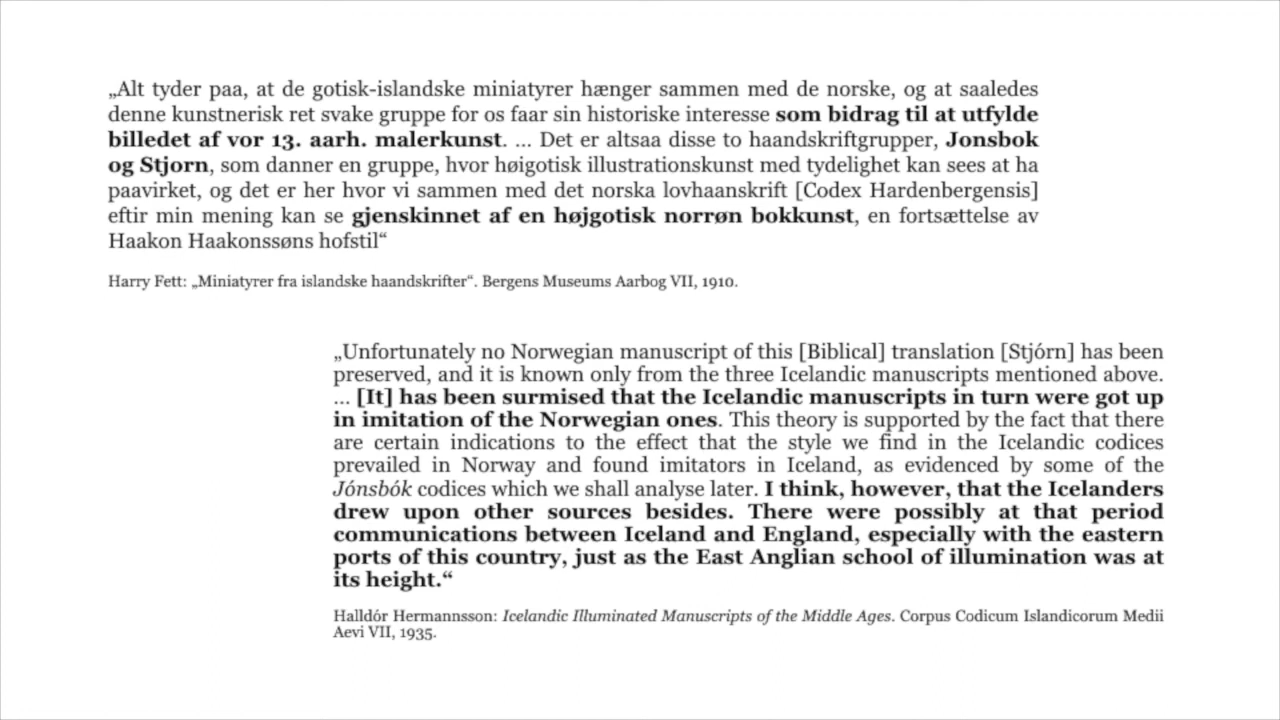 „Alt tyder paa, at de gotisk-islandske miniatyrer hænger sammen med de norske, og at saaledes
denne kunstnerisk ret svake gruppe for os faar sin historiske interesse som bidrag til at utfylde
billedet af vor 13. aarh. malerkunst. ... Det er altsaa disse to haandskriftgrupper, Jonsbok
og Stjorn, som danner en gruppe, hvor høigotisk illustrationskunst med tydelighet kan sees at ha
paavirket, og det er her hvor vi sammen med det norska lovhaanskrift [Codex Hardenbergensis]
eftir min mening kan se gjenskinnet af en højgotisk norrøn bokkunst, en fortsættelse av
Haakon Haakonssøns hofstil“
Harry Fett: „Miniatyrer fra islandske haandskrifter“. Bergens Museums Aarbog VII, 1910.
„Unfortunately no Norwegian manuscript of this [Biblical] translation [Stjórn] has been
preserved, and it is known only from the three Icelandic manuscripts mentioned above.
... [It] has been surmised that the Icelandic manuscripts in turn were got up
in imitation of the Norwegian ones. This theory is supported by the fact that there
are certain indications to the effect that the style we find in the Icelandic codices
prevailed in Norway and found imitators in Iceland, as evidenced by some of the
Jónsbók codices which we shall analyse later. I think, however, that the Icelanders
drew upon other sources besides. There were possibly at that period
communications between Iceland and England, especially with the eastern
ports of this country, just as the East Anglian school of illumination was at
its height.“
Halldór Hermannsson: Icelandic Illuminated Manuscripts of the Middle Ages. Corpus Codicum Islandicorum Medii
Aevi VII, 1935.